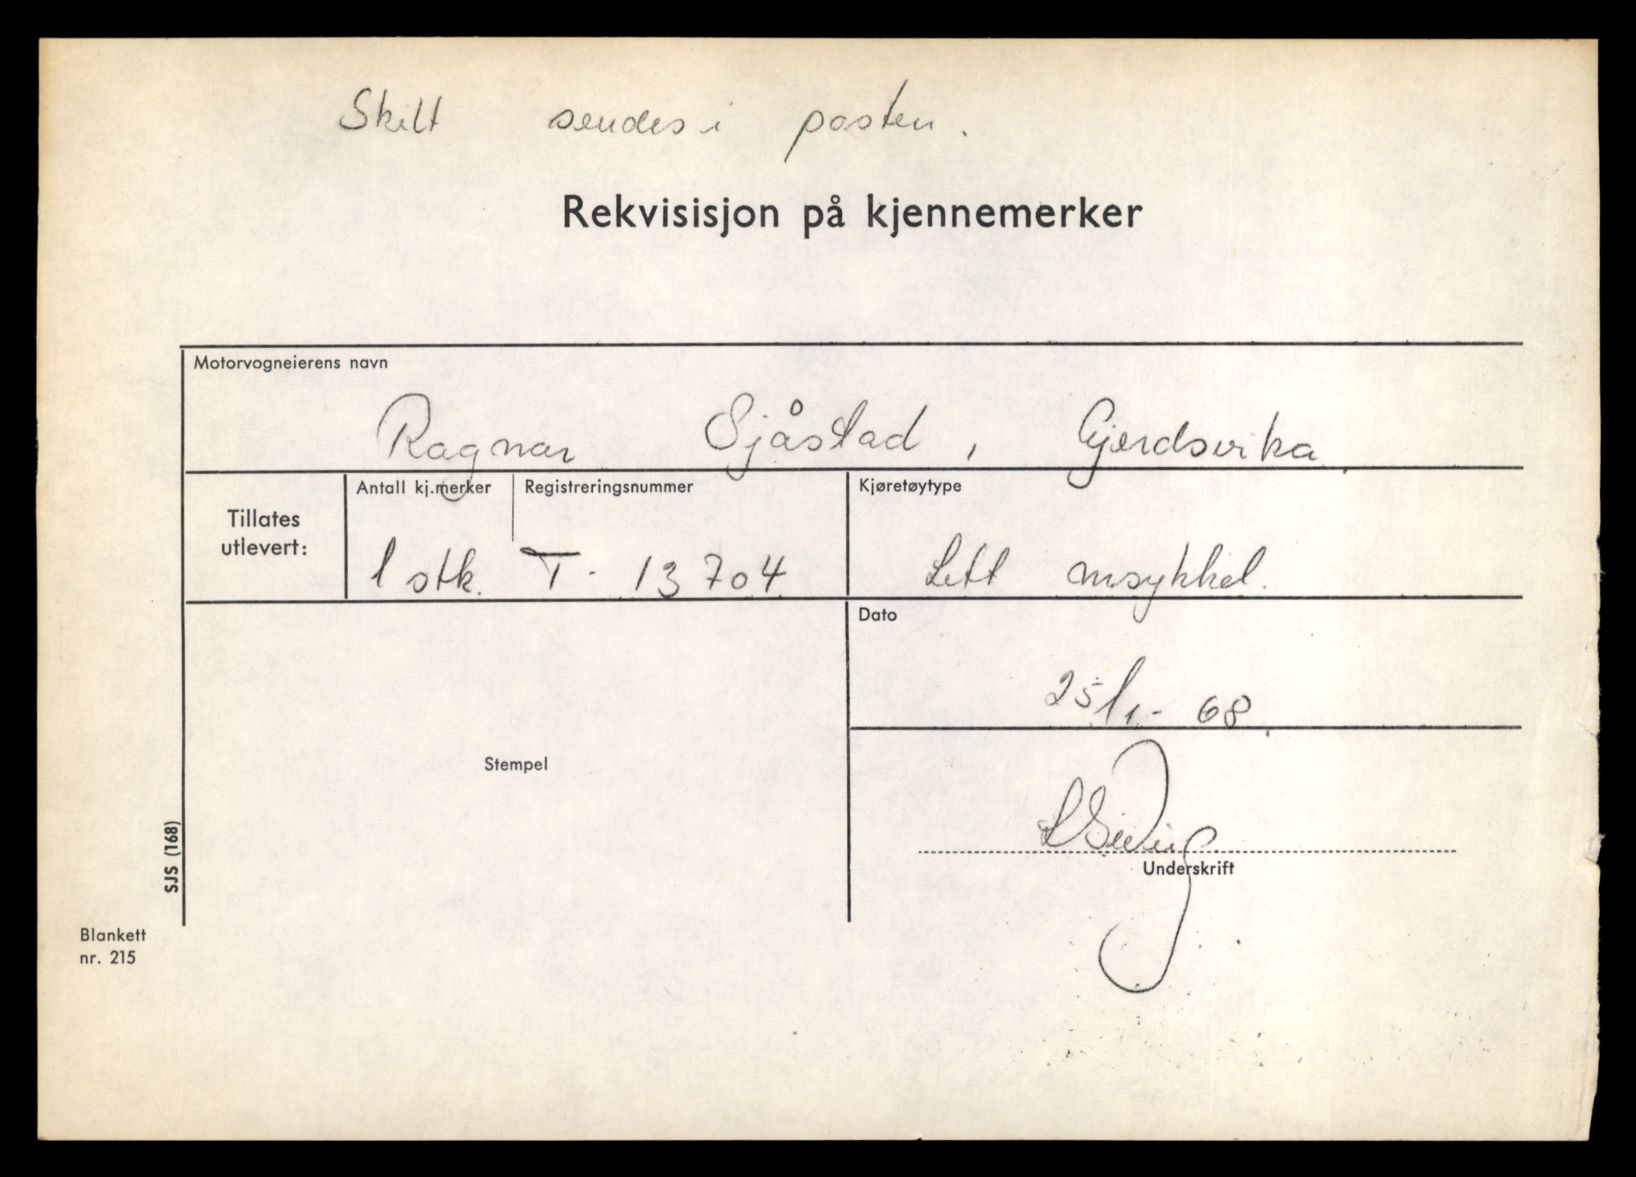 Skilt sendes i posten.
Rekvisisjon på kjennemerker
Motorvogneierens navn
Ragnar Sjåstad, Gjerdsvika.
Tillates utlevert:
Antall kj.merker Registreringsnummer
1 stk. T- 13704
Kjøretøytype
Lett msykkel.
Dato
25/1- 68
Stempel
Underskrift
SJS (168)
Blankett
nr. 215